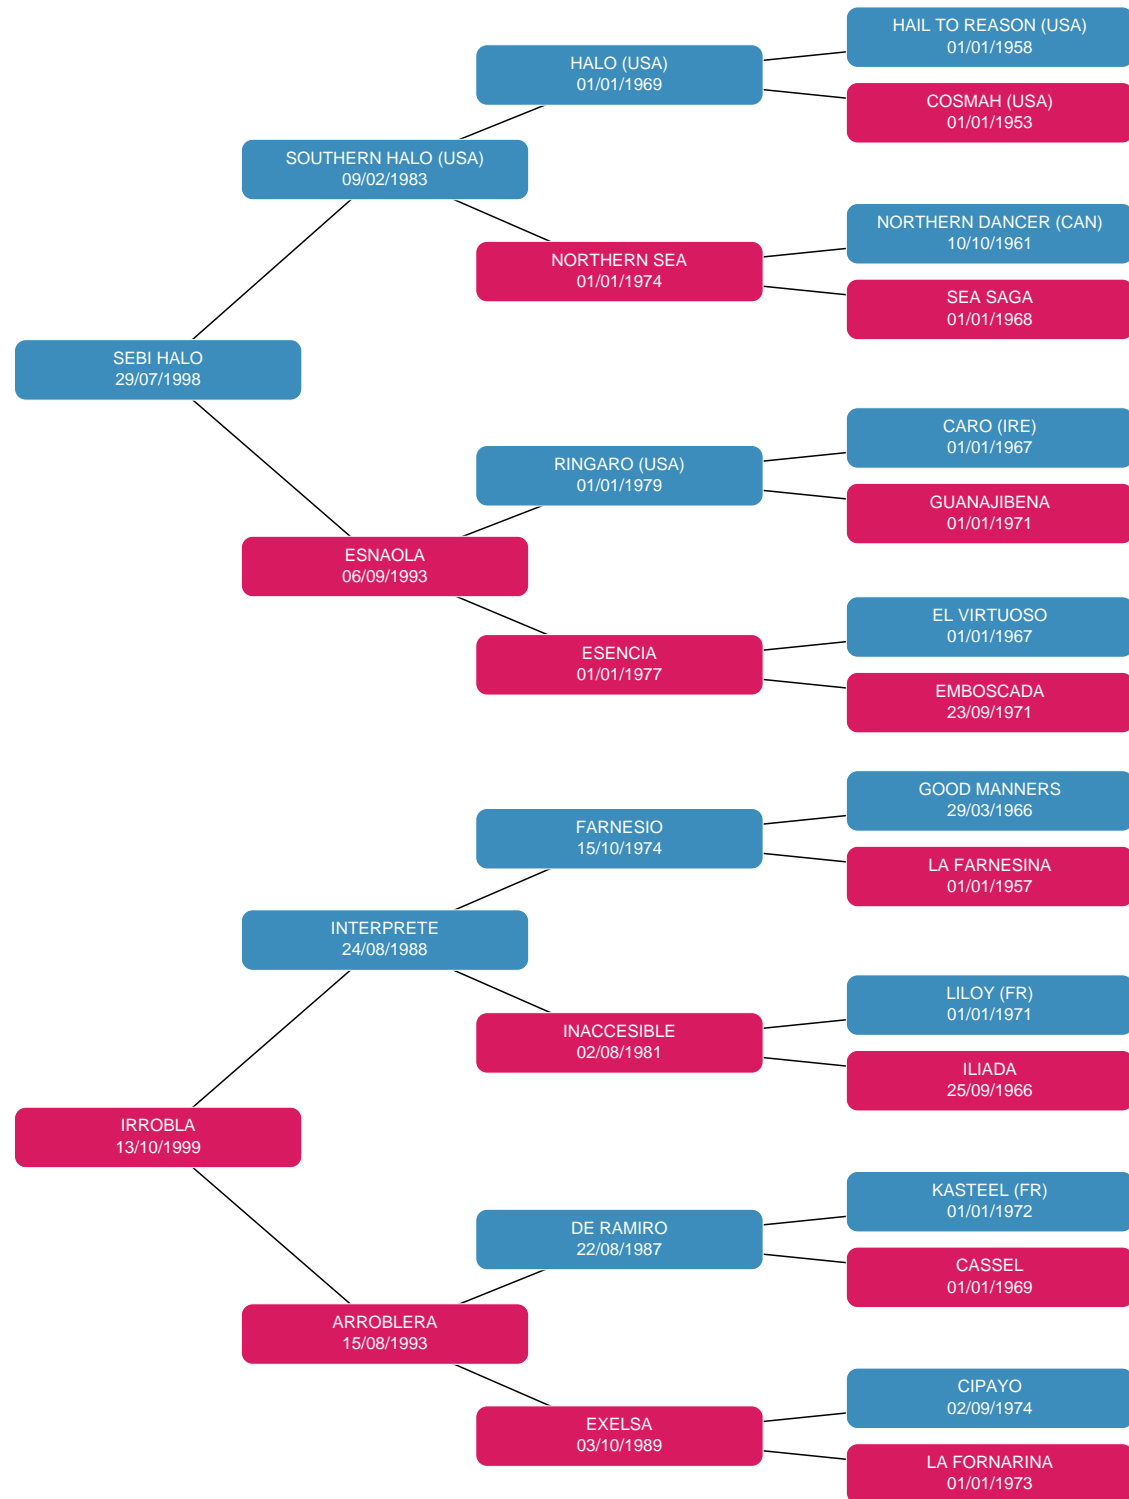 HAIL TO REASON (USA)
01/01/1958
HALO (USA)
01/01/1969
COSMAH (USA)
01/01/1953
SOUTHERN HALO (USA)
09/02/1983
NORTHERN DANCER (CAN)
10/10/1961
NORTHERN SEA
01/01/1974
SEA SAGA
01/01/1968
SEBI HALO
29/07/1998
CARO (IRE)
01/01/1967
RINGARO (USA)
01/01/1979
GUANAJIBENA
01/01/1971
ESNAOLA
06/09/1993
EL VIRTUOSO
01/01/1967
ESENCIA
01/01/1977
EMBOSCADA
23/09/1971
GOOD MANNERS
29/03/1966
FARNESIO
15/10/1974
LA FARNESINA
01/01/1957
INTERPRETE
24/08/1988
LILOY (FR)
01/01/1971
INACCESIBLE
02/08/1981
ILIADA
25/09/1966
IRROBLA
13/10/1999
KASTEEL (FR)
01/01/1972
DE RAMIRO
22/08/1987
CASSEL
01/01/1969
ARROBLERA
15/08/1993
CIPAYO
02/09/1974
EXELSA
03/10/1989
LA FORNARINA
01/01/1973